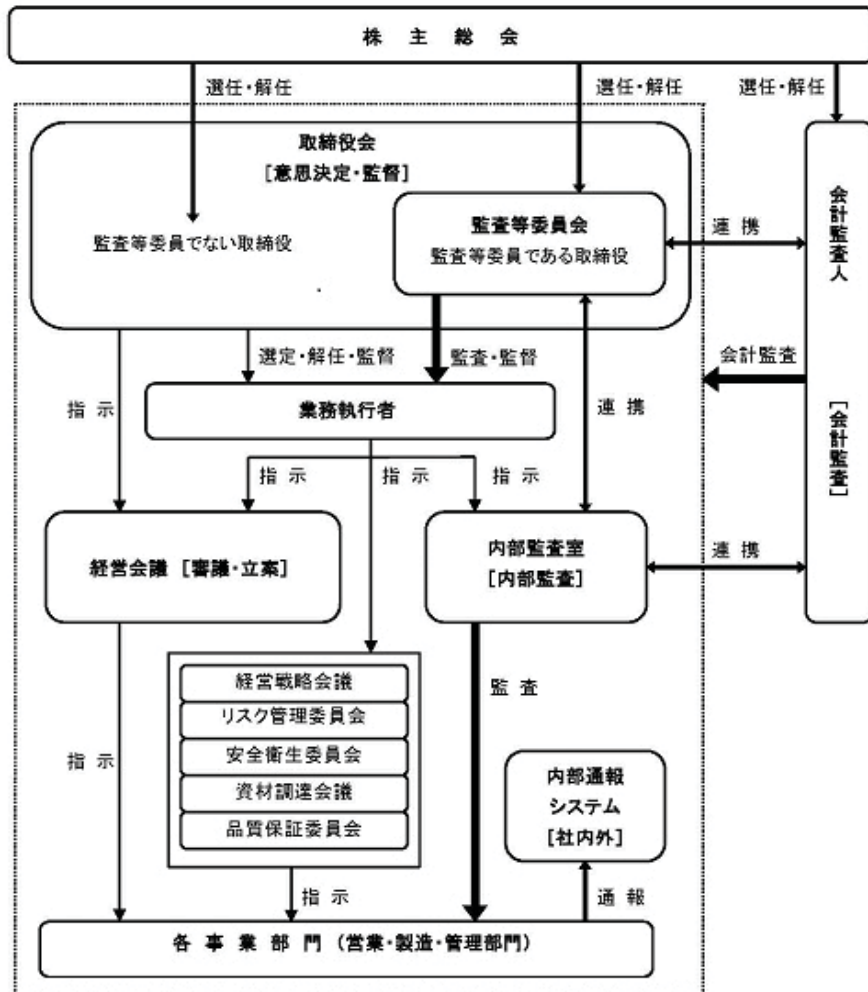 株 主 総 会
選任・解任
選任・解任
選任・解任
取締役会
[意思決定・監督]
監査等委員でない取締役
監査等委員会
監査等委員である取締役
連 携
会計監査人
[会計監査]
選定・解任・監督
監査・監督
会計監査
指 示
業務執行者
連 携
指 示
指 示
指 示
経営会議 [審議・立案]
内部監査室
[内部監査]
連 携
経営戦略会議
リスク管理委員会
安全衛生委員会
資材調達会議
品質保証委員会
監 査
指 示
内部通報
システム
[社内外]
指 示
通 報
各 事 業 部 門 (営業・製造・管理部門)